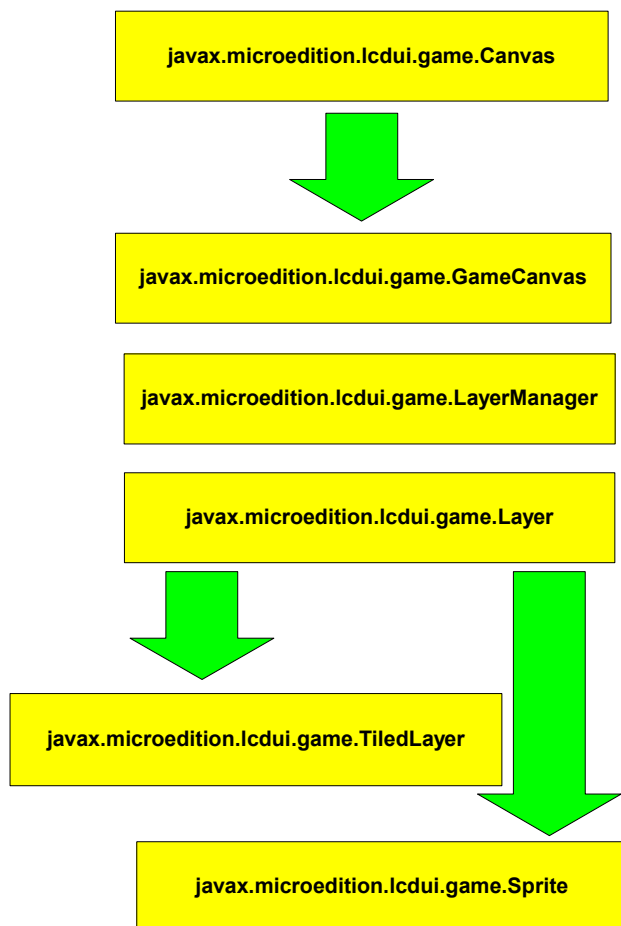 javax.microedition.lcdui.game.Canvas
javax.microedition.lcdui.game.GameCanvas
javax.microedition.lcdui.game.LayerManager
javax.microedition.lcdui.game.Layer
javax.microedition.lcdui.game.TiledLayer
javax.microedition.lcdui.game.Sprite